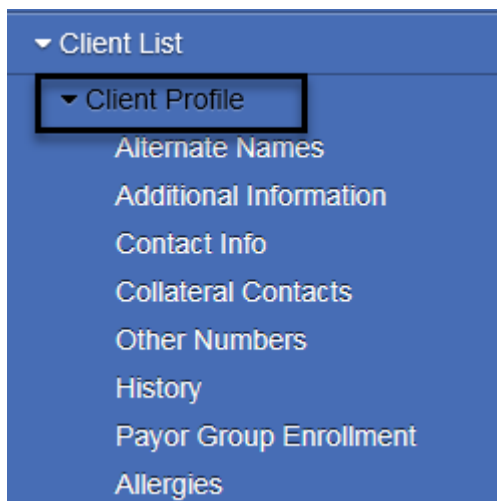 Client List
Client Profile
Alternate Names
Additional Information
Contact Info
Collateral Contacts
Other Numbers
History
Payor Group Enrollment
Allergies